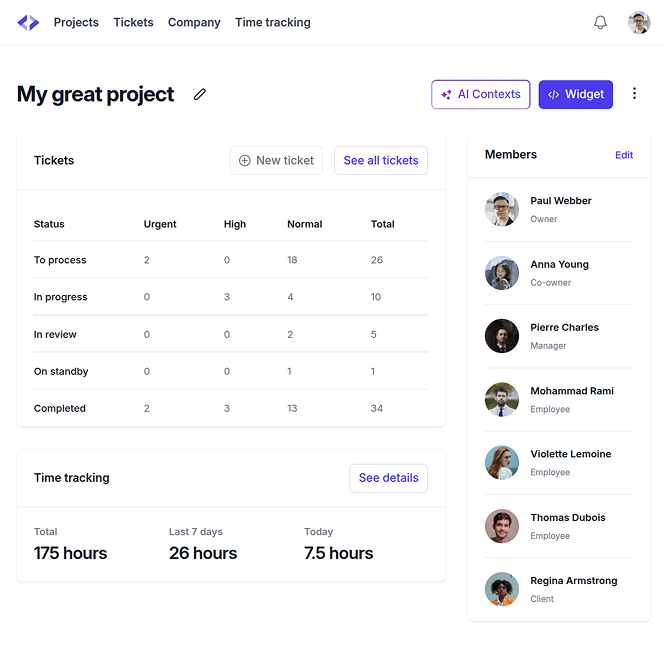 Projects Tickets Company Time tracking
My great project
AI Contexts
Widget
Tickets
New ticket
See all tickets
Status Urgent High Normal Total
To process 2 0 18 26
In progress 0 3 4 10
In review 0 0 2 5
On standby 0 0 1 1
Completed 2 3 13 34
Time tracking
See details
Total Last 7 days Today
175 hours 26 hours 7.5 hours
Members
Edit
Paul Webber
Owner
Anna Young
Co-owner
Pierre Charles
Manager
Mohammad Rami
Employee
Violette Lemoine
Employee
Thomas Dubois
Employee
Regina Armstrong
Client